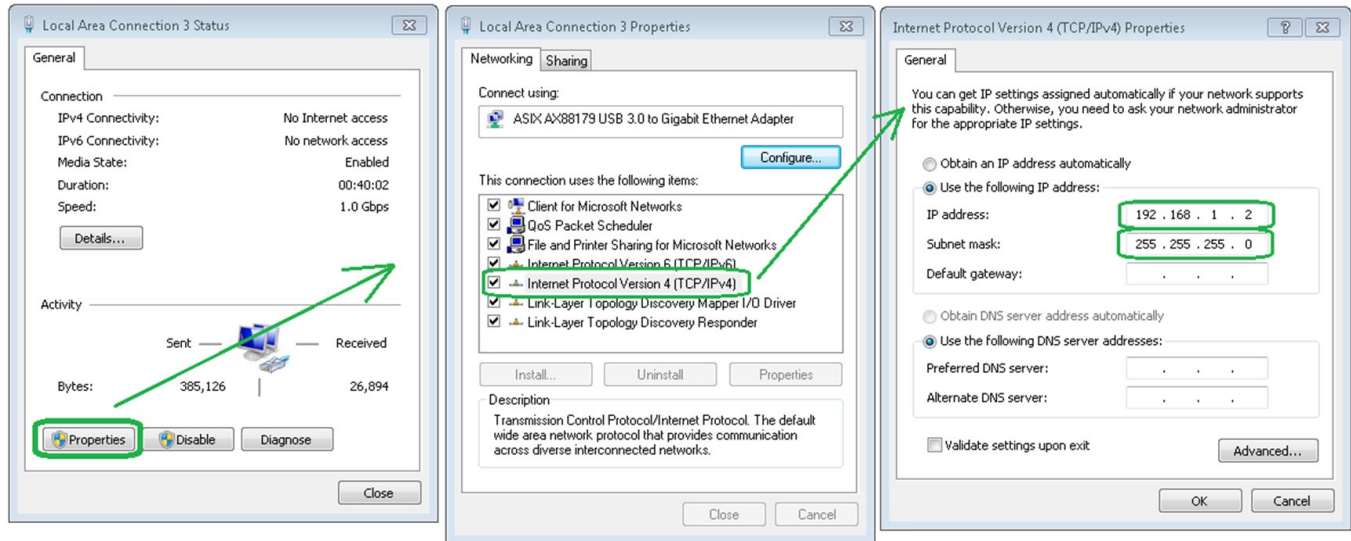 Local Area Connection 3 Status
General
Connection
IPv4 Connectivity: No Internet access
IPv6 Connectivity: No network access
Media State: Enabled
Duration: 00:40:02
Speed: 1.0 Gbps
Details...
Activity
Sent Received
Bytes: 385,126 26,894
Properties Disable Diagnose
Close
Local Area Connection 3 Properties
Networking Sharing
Connect using:
ASIX AX88179 USB 3.0 to Gigabit Ethernet Adapter
Configure...
This connection uses the following items:
Client for Microsoft Networks
QoS Packet Scheduler
File and Printer Sharing for Microsoft Networks
Internet Protocol Version 6 (TCP/IPv6)
Internet Protocol Version 4 (TCP/IPv4)
Link-Layer Topology Discovery Mapper I/O Driver
Link-Layer Topology Discovery Responder
Install... Uninstall Properties
Description
Transmission Control Protocol/Internet Protocol. The default
wide area network protocol that provides communication
across diverse interconnected networks.
Close Cancel
Internet Protocol Version 4 (TCP/IPv4) Properties
General
You can get IP settings assigned automatically if your network supports
this capability. Otherwise, you need to ask your network administrator
for the appropriate IP settings.
Obtain an IP address automatically
Use the following IP address:
IP address: 192 . 168 . 1 . 2
Subnet mask: 255 . 255 . 255 . 0
Default gateway: . . .
Obtain DNS server address automatically
Use the following DNS server addresses:
Preferred DNS server: . . .
Alternate DNS server: . . .
Validate settings upon exit
Advanced...
OK Cancel